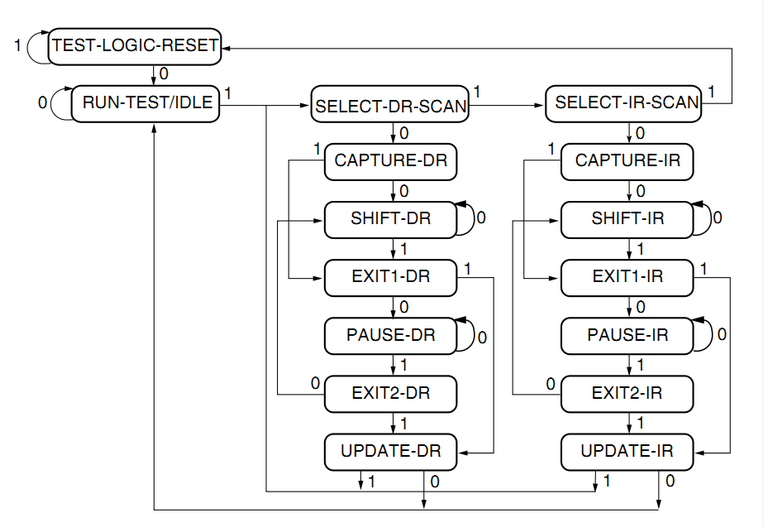 1 TEST-LOGIC-RESET
0
0 RUN-TEST/IDLE 1
SELECT-DR-SCAN 1
SELECT-IR-SCAN 1
0 0
1 CAPTURE-DR
1 CAPTURE-IR
0 0
SHIFT-DR 0
SHIFT-IR 0
1 1
EXIT1-DR 1
EXIT1-IR 1
0 0
PAUSE-DR 0
PAUSE-IR 0
1 1
0 EXIT2-DR
0 EXIT2-IR
1 1
UPDATE-DR
UPDATE-IR
1 0
1 0